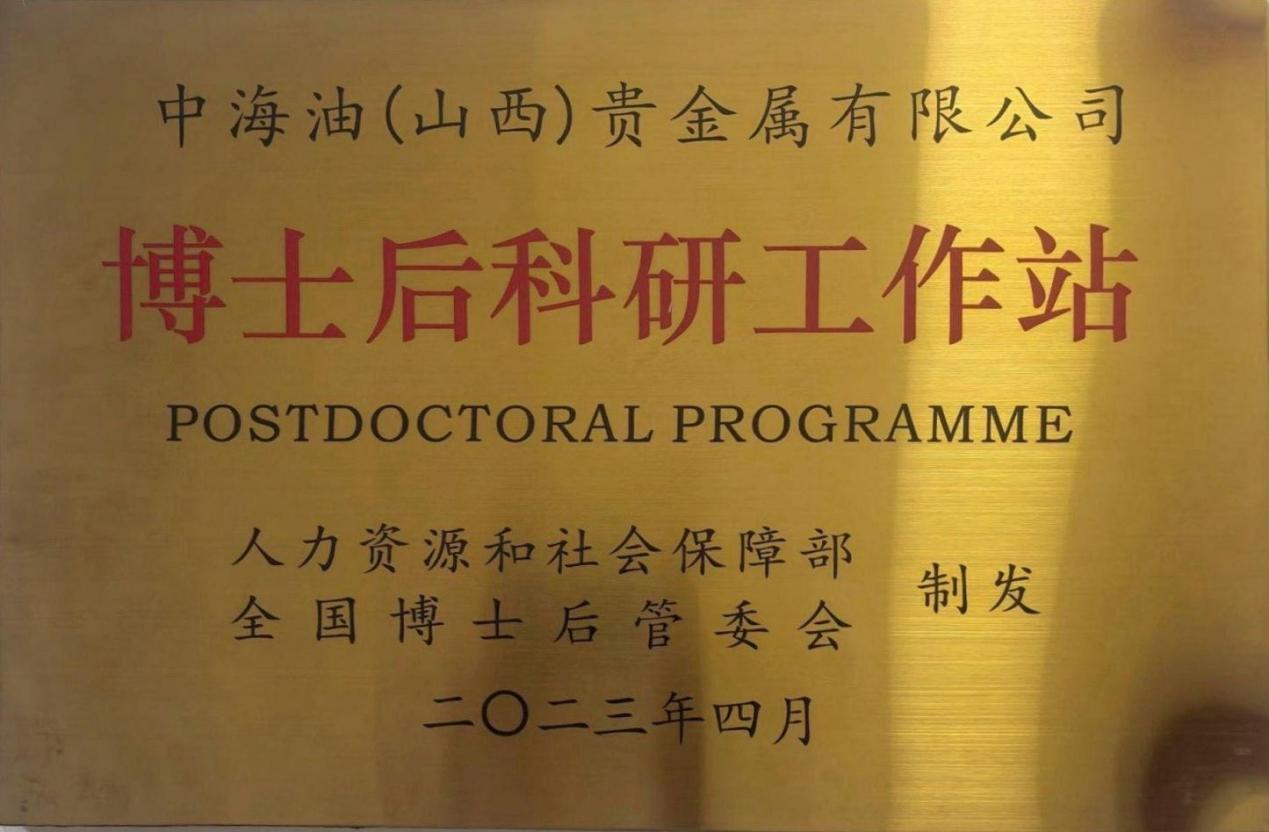 中海油(山西)贵金属有限公司
博士后科研工作站
POSTDOCTORAL PROGRAMME
人力资源和社会保障部
全国博士后管委会
制发
二〇二三年四月